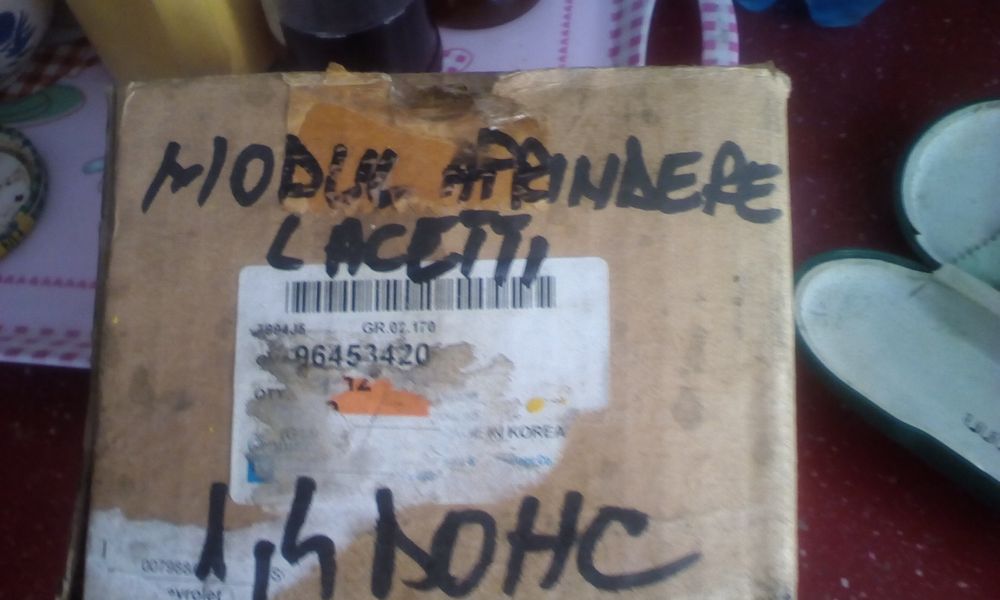 MODUL APRINDERE
LACETTI
GR.02.170
96453420
IN KOREA
1,4 DOHC